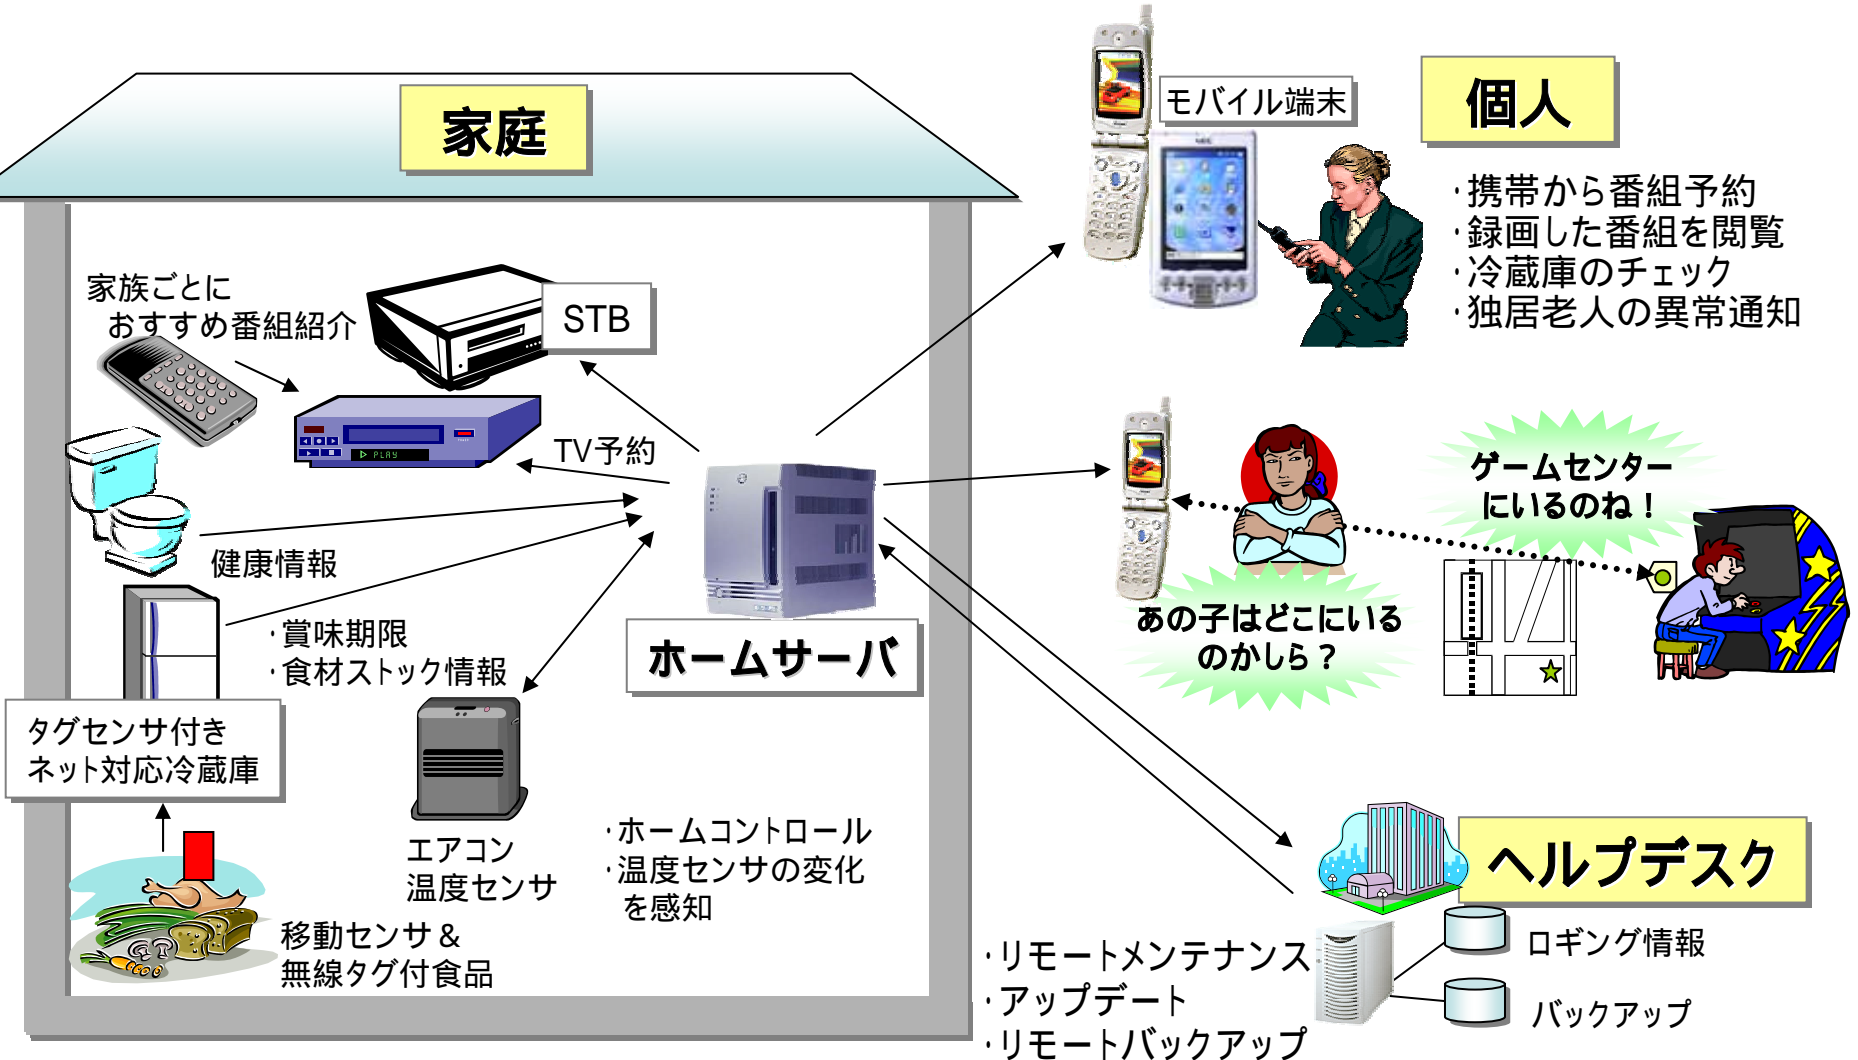 家庭
モバイル端末
個人
・携帯から番組予約
・録画した番組を閲覧
・冷蔵庫のチェック
・独居老人の異常通知
家族ごとに
おすすめ番組紹介
STB
PLAY
TV予約
健康情報
・賞味期限
・食材ストック情報
ホームサーバ
タグセンサ付き
ネット対応冷蔵庫
エアコン
温度センサ
・ホームコントロール
・温度センサの変化
を感知
移動センサ＆
無線タグ付食品
NEC
ゲームセンター
にいるのね！
あの子はどこにいる
のかしら？
ヘルプデスク
ロギング情報
バックアップ
・リモートメンテナンス
・アップデート
・リモートバックアップ